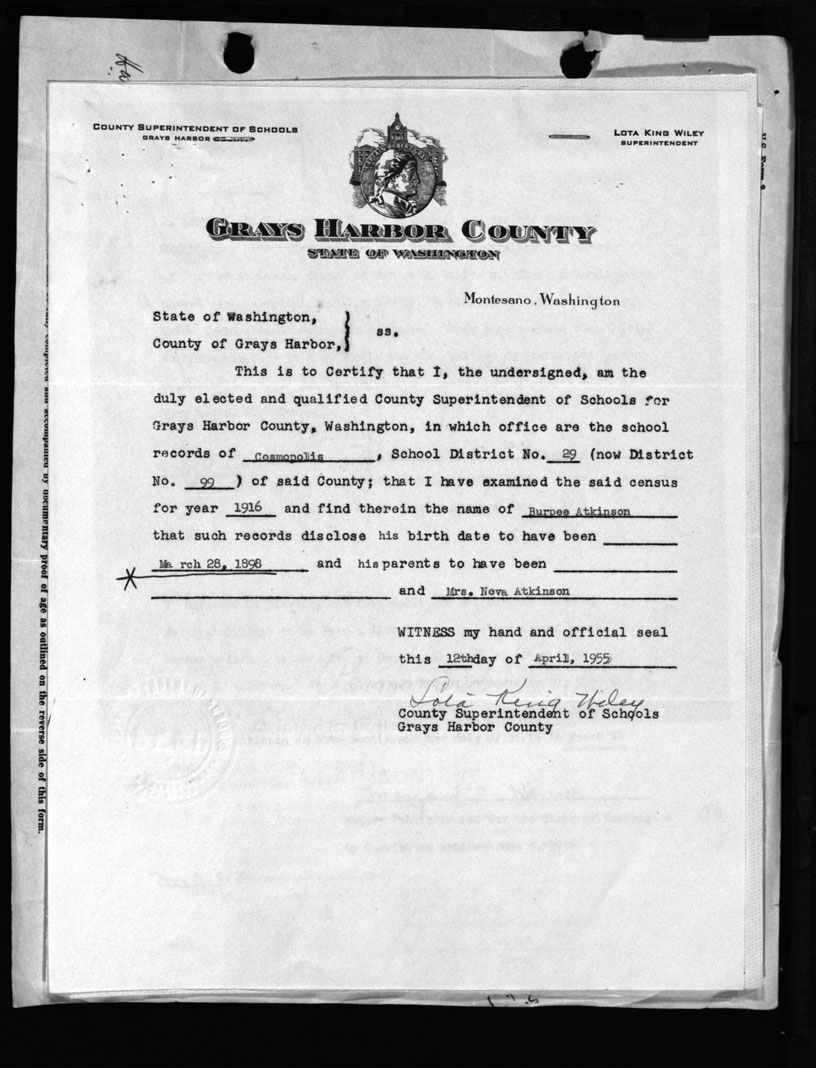 County Superintendent of Schools
Grays Harbor
Lota King Wiley
Superintendent
Grays Harbor County
State of Washington
Montesano, Washington
State of Washington,
County of Grays Harbor,} ss.
This is to Certify that I, the undersigned, am the
duly elected and qualified County Superintendent of Schools for
Grays Harbor County, Washington, in which office are the school
records of Cosmopolis, School District No. 29 (now District
No. 99) of said County; that I have examined the said census
for year 1916 and find therein the name of Burpee Atkinson
that such records disclose his birth date to have been
Ma rch 28, 1898 and his parents to have been
and Mrs. Neva Atkinson
WITNESS my hand and official seal
this 12th day of April, 1955
Lota King Wiley
County Superintendent of Schools
Grays Harbor County
accompanied by documentary proof of age as outlined on the reverse side of this form.